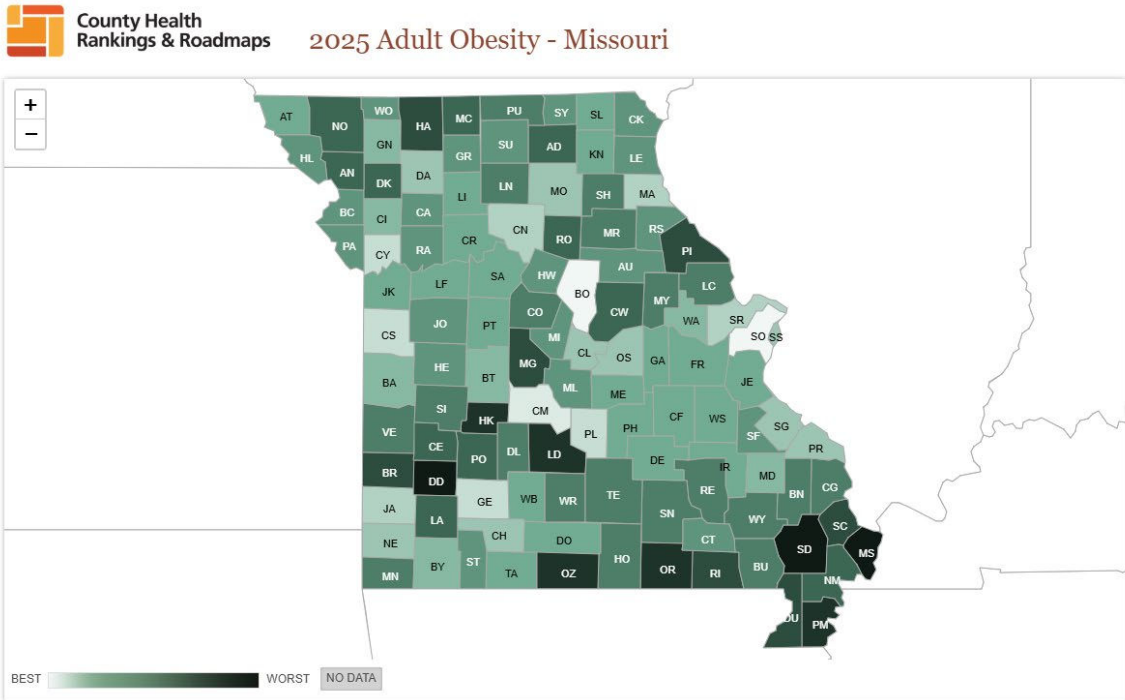 County Health
Rankings & Roadmaps
2025 Adult Obesity - Missouri
+
−
AT NO WO HA MC PU SY SL CK
HL GN GR SU AD KN LE
AN DK DA LI LN MO SH MA
BC CI CA CR CN RO MR RS PI
PA CY RA SA HW BO AU LC
JK LF CO CW MY WA SR SO SS
CS JO PT MI CL OS GA FR
HE MG BT ML ME JE
BA SI HK CM PL PH CF WS SF SG PR
VE CE PO DL LD DE IR MD
BR DD GE WB WR TE RE BN CG
JA LA CH DO SN CT WY SD SC MS
NE MN BY ST TA OZ HO OR RI BU NM
DU PM
BEST WORST NO DATA